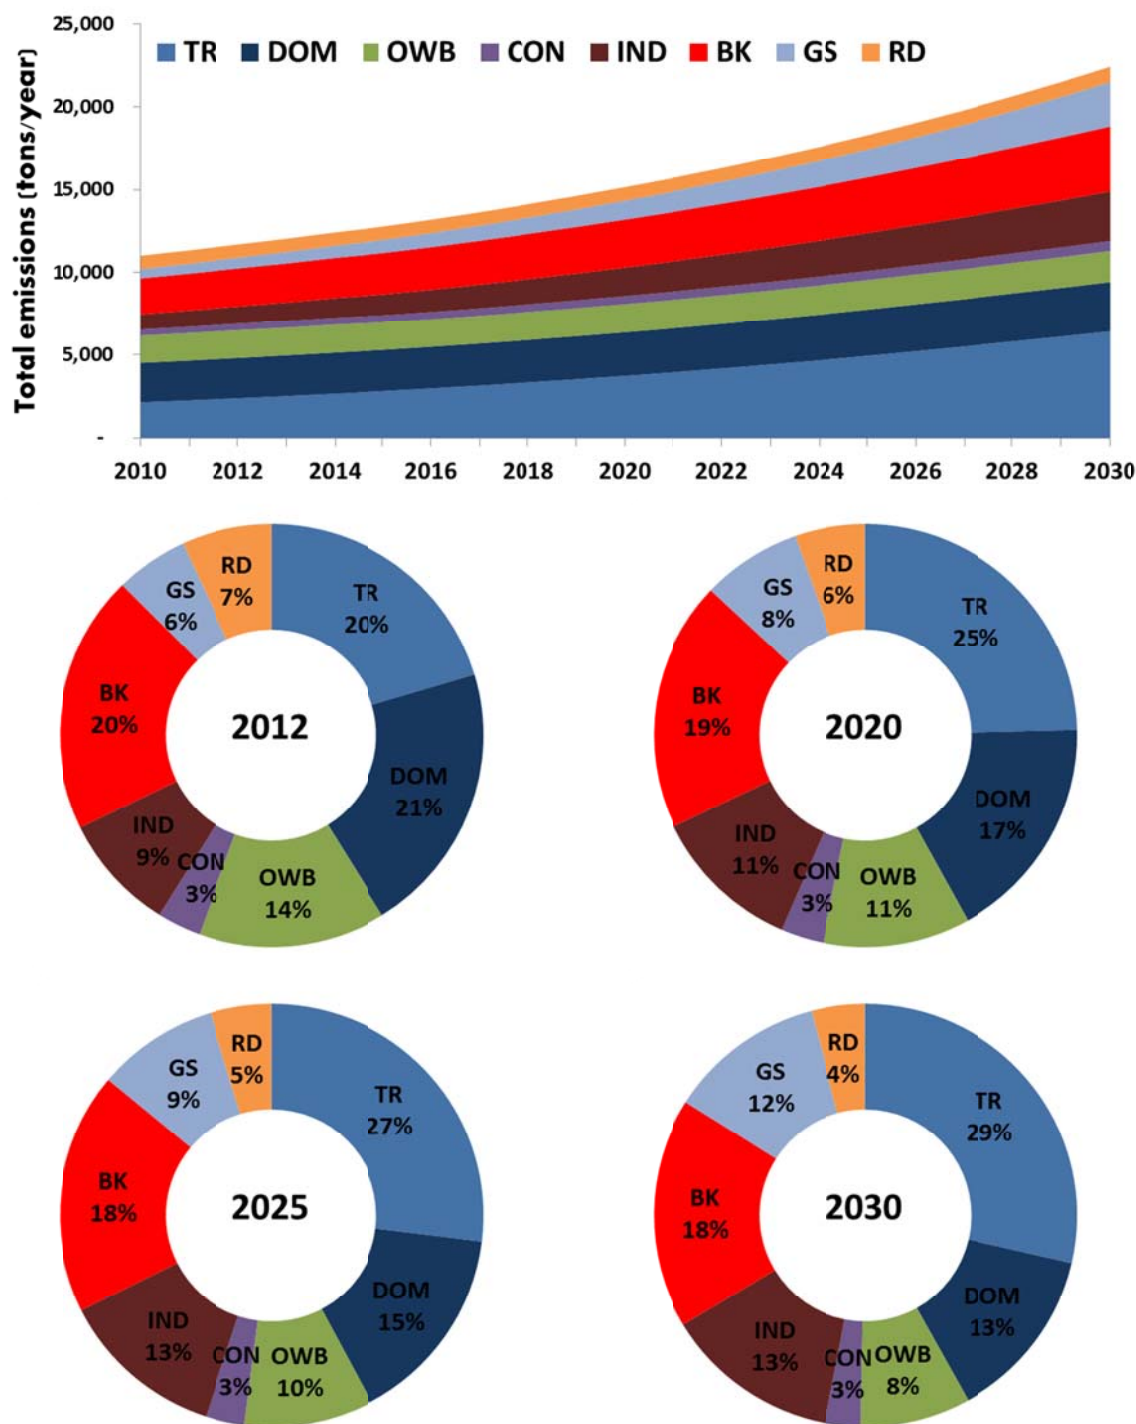 25,000
TR DOM OWB CON IND BK GS RD
20,000
15,000
10,000
5,000
-
Total emissions (tons/year)
2010 2012 2014 2016 2018 2020 2022 2024 2026 2028 2030
RD
7%
TR
20%
GS
6%
BK
20%
2012
DOM
21%
IND
9%
CON
3%
OWB
14%
RD
6%
TR
25%
GS
8%
BK
19%
2020
DOM
17%
IND
11%
CON
3%
OWB
11%
RD
5%
TR
27%
GS
9%
BK
18%
2025
DOM
15%
IND
13%
CON
3%
OWB
10%
RD
4%
TR
29%
GS
12%
BK
18%
2030
DOM
13%
IND
13%
CON
3%
OWB
8%